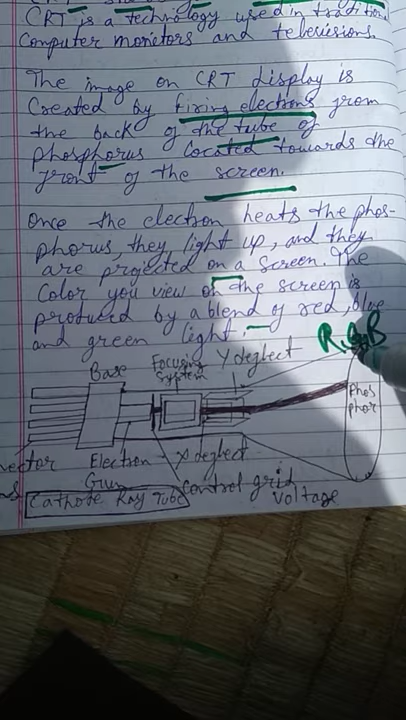 CRT is a technology used in tradition
Computer monitors and televisions.
The image on CRT display is
Created by firing electrons from
the back of the tube of
phosphorus located towards the
front of the screen.
Once the electron heats the phos-
phorus, they light up, and they
are projected on a screen. The
Color you view on the screen is
produced by a blend of red, blue
and green light.
R.G.B
Base
Focusing
System
Y deflect
Phos
phor
Electron
Gun
X deflect
Control grid
voltage
Cathode Ray Tube